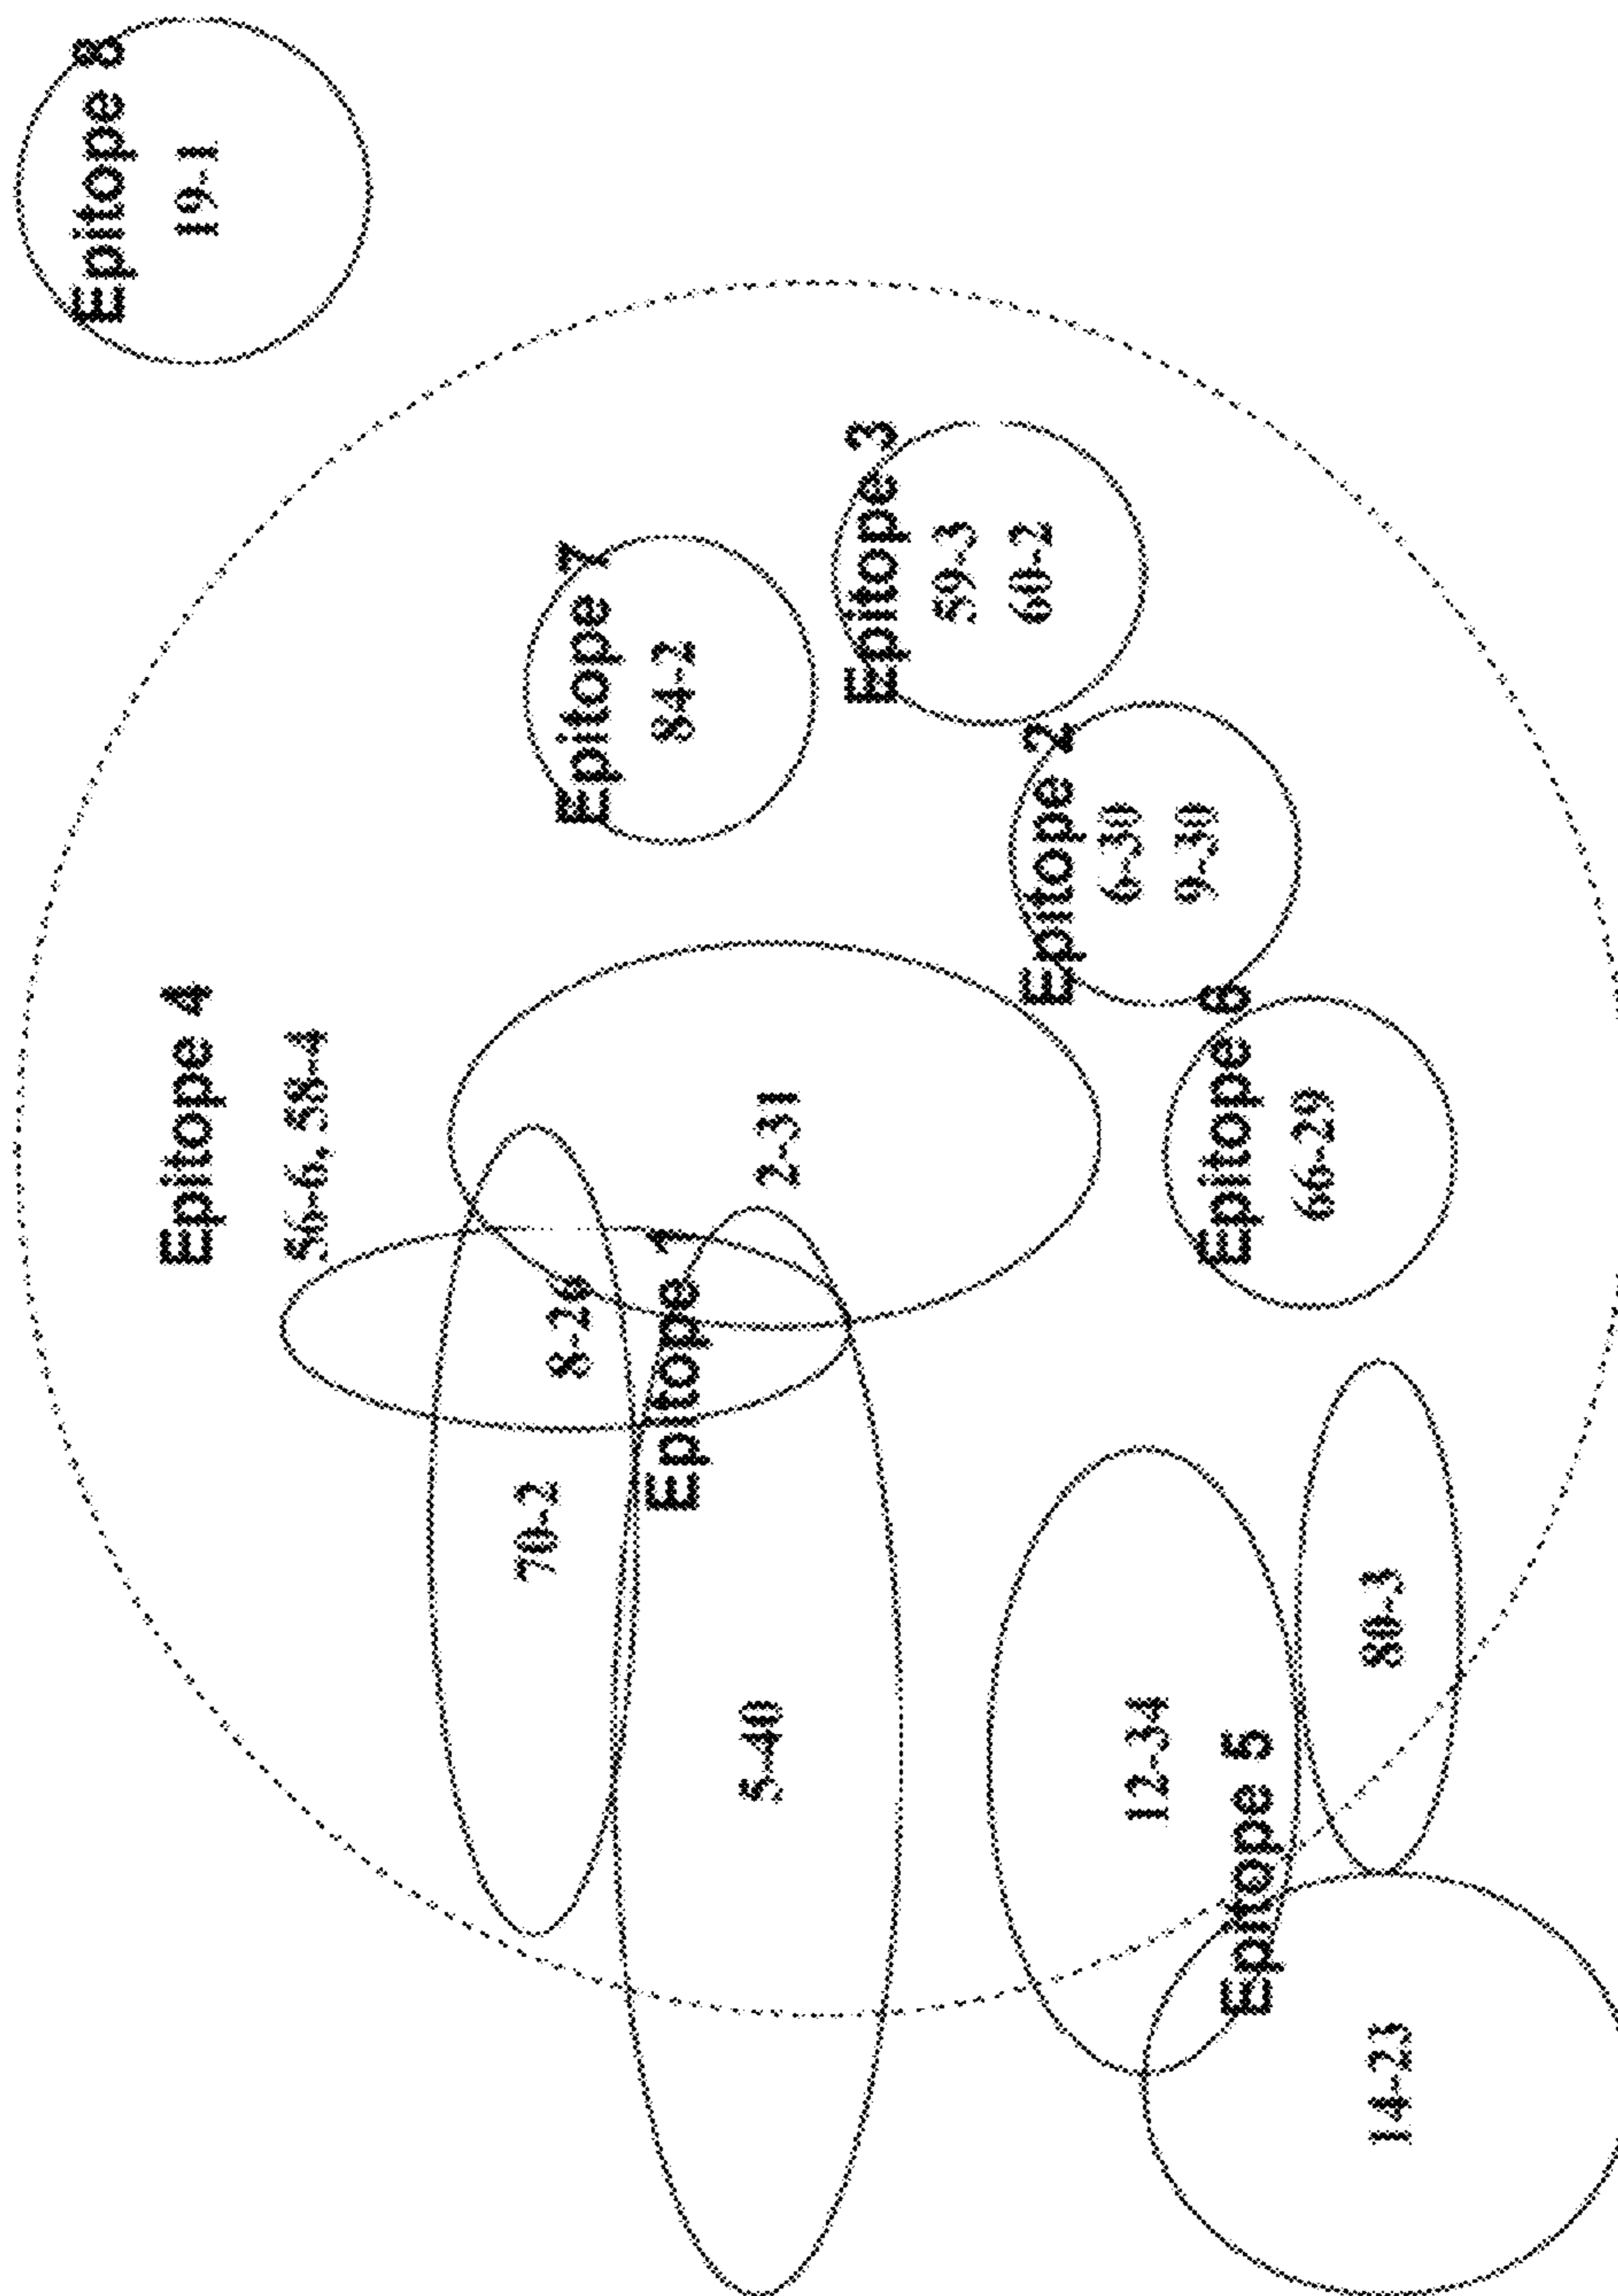 Epitope 8
19-1
Epitope 4
56-6, 58-4
Epitope 7
84-2
Epitope 3
59-3
60-2
Epitope 2
6-30
9-30
Epitope 6
66-29
2-31
8-26
Epitope 1
70-2
5-40
12-34
Epitope 5
80-3
14-23